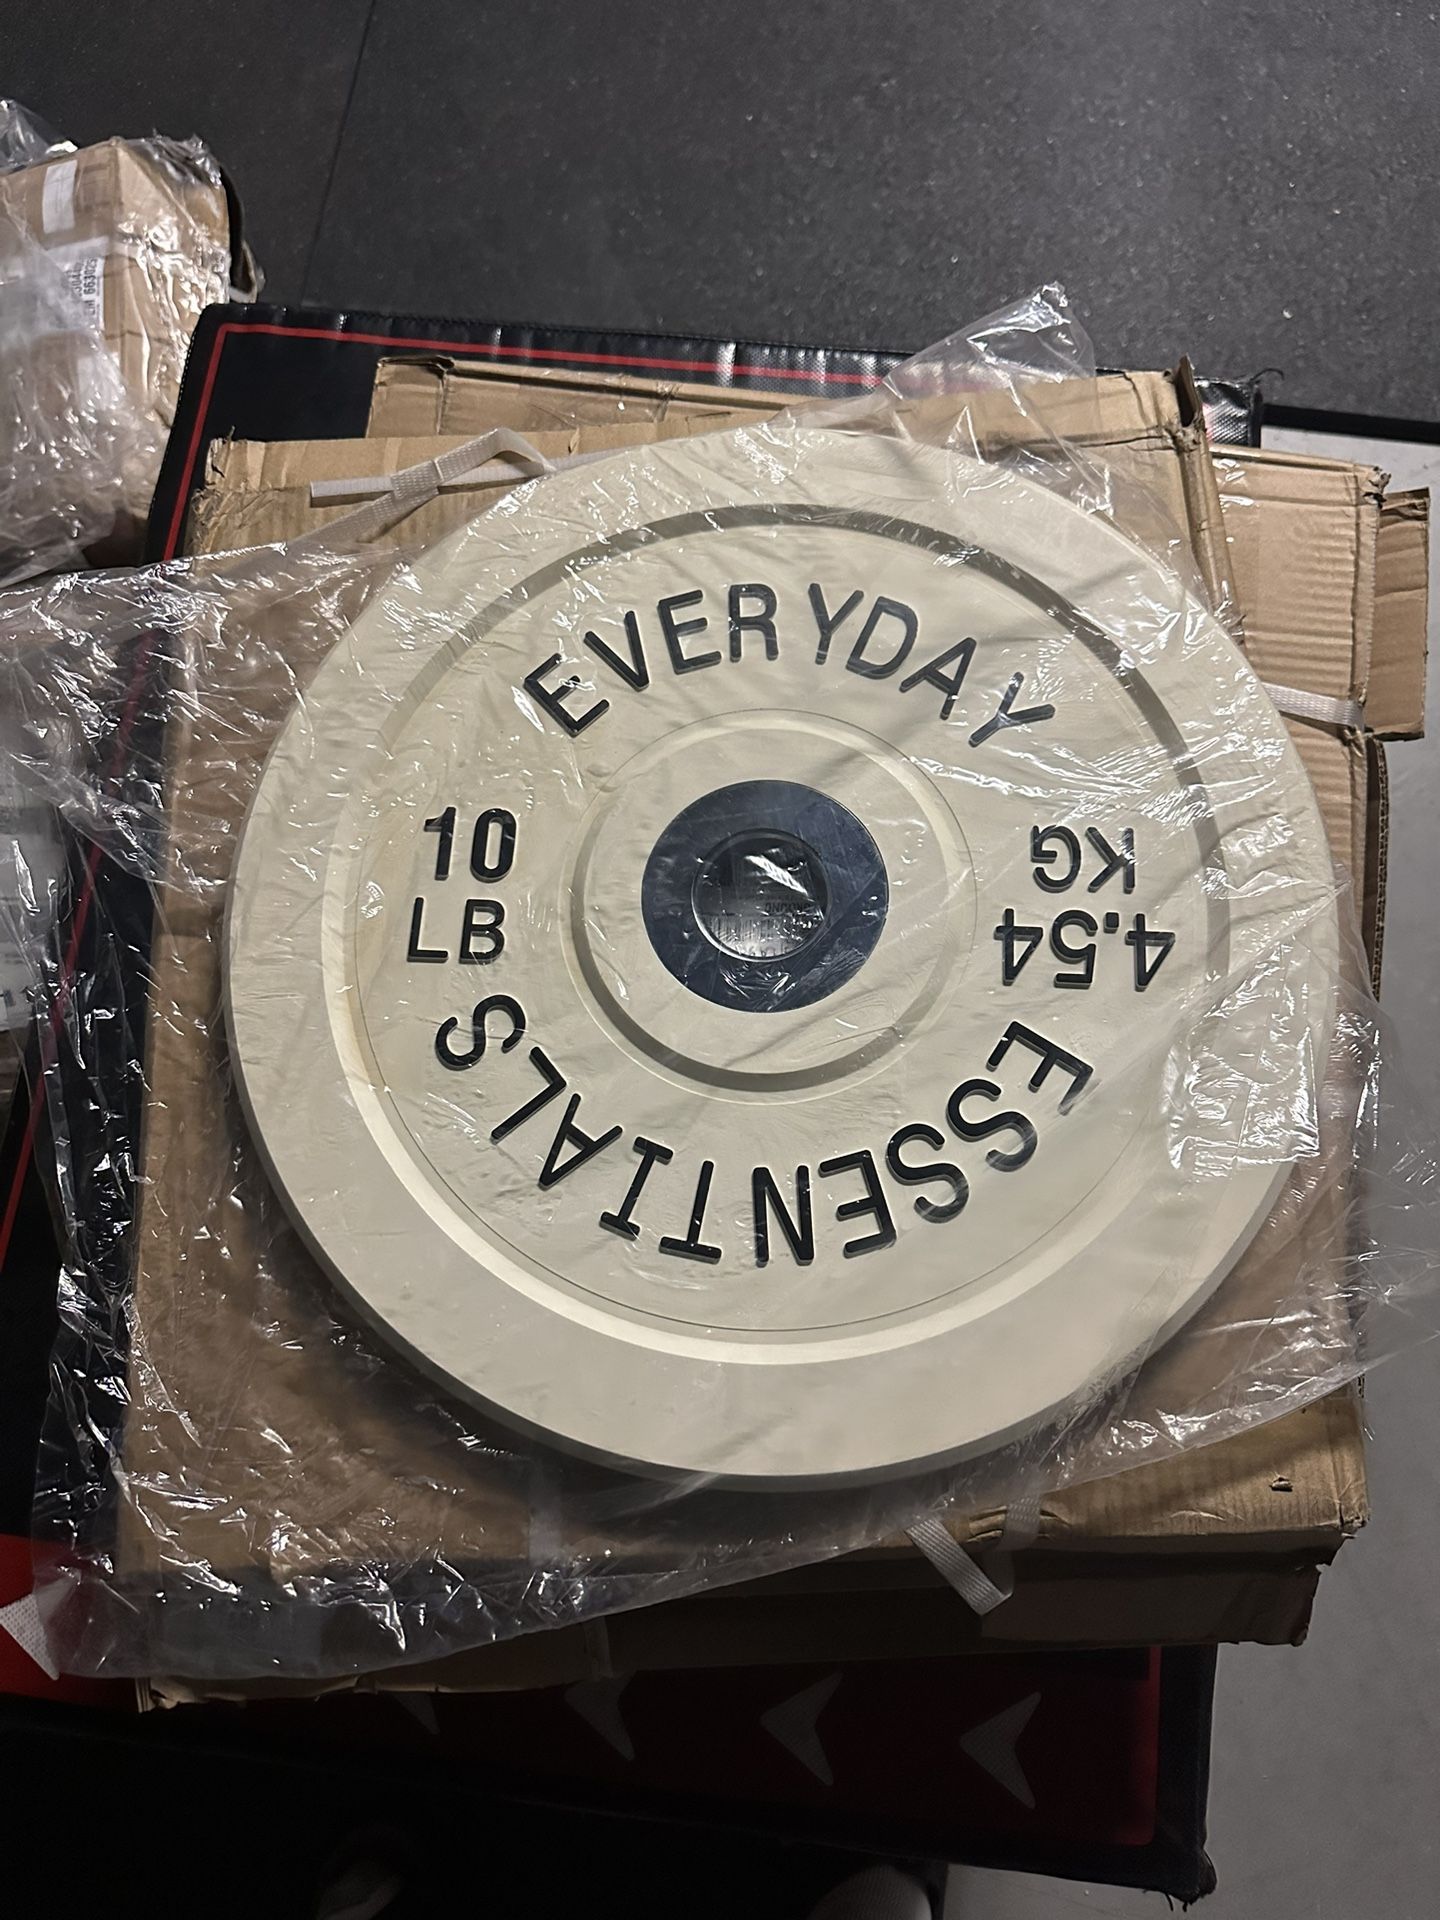 EVERYDAY
10
LB
4.54
KG
ESSENTIALS